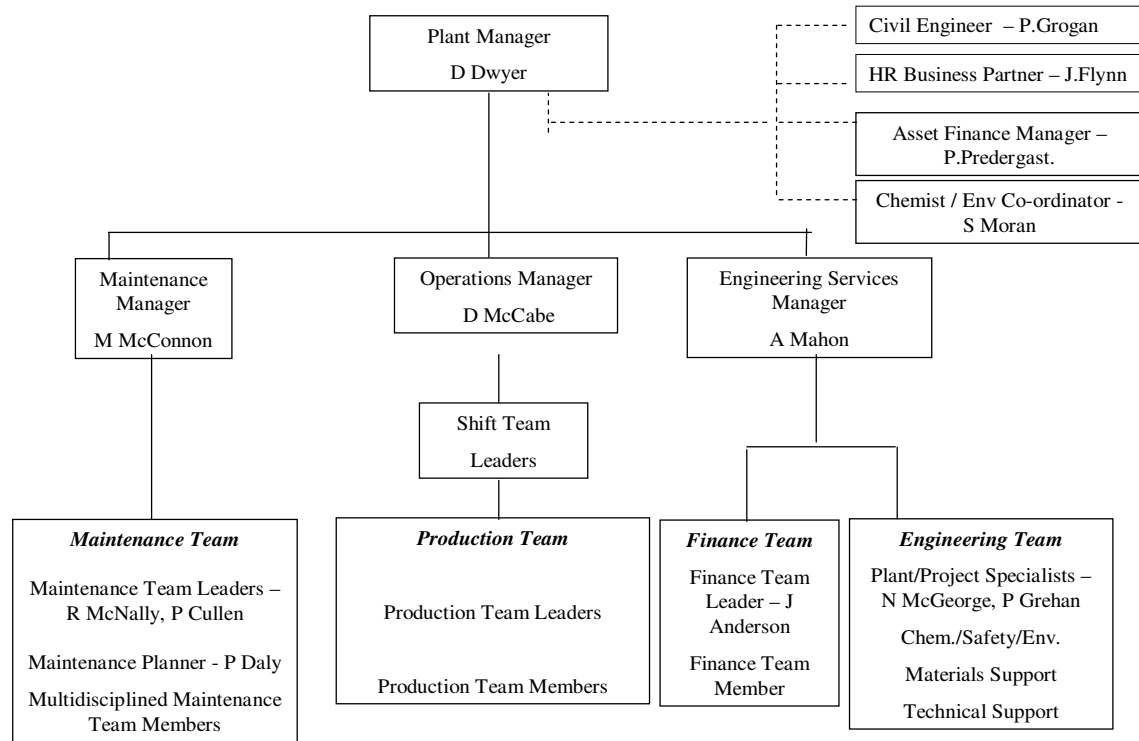 Plant Manager
D Dwyer
Civil Engineer – P.Grogan
HR Business Partner – J.Flynn
Asset Finance Manager –
P.Predergast.
Chemist / Env Co-ordinator -
S Moran
Maintenance
Manager
M McConnon
Operations Manager
D McCabe
Engineering Services
Manager
A Mahon
Shift Team
Leaders
Maintenance Team
Maintenance Team Leaders –
R McNally, P Cullen
Maintenance Planner - P Daly
Multidisciplined Maintenance
Team Members
Production Team
Production Team Leaders
Production Team Members
Finance Team
Finance Team
Leader – J
Anderson
Finance Team
Member
Engineering Team
Plant/Project Specialists –
N McGeorge, P Grehan
Chem./Safety/Env.
Materials Support
Technical Support